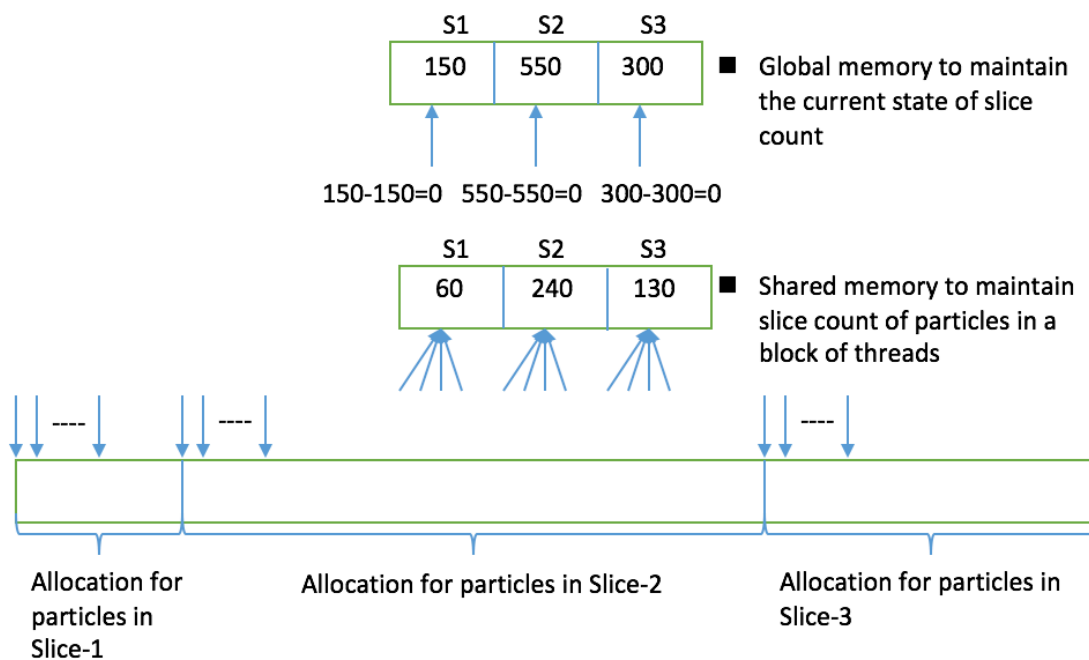 S1 S2 S3
150 550 300
■ Global memory to maintain
the current state of slice
count
150-150=0 550-550=0 300-300=0
S1 S2 S3
60 240 130
■ Shared memory to maintain
slice count of particles in a
block of threads
---- ---- ----
Allocation for
particles in
Slice-1
Allocation for particles in Slice-2
Allocation for particles in
Slice-3